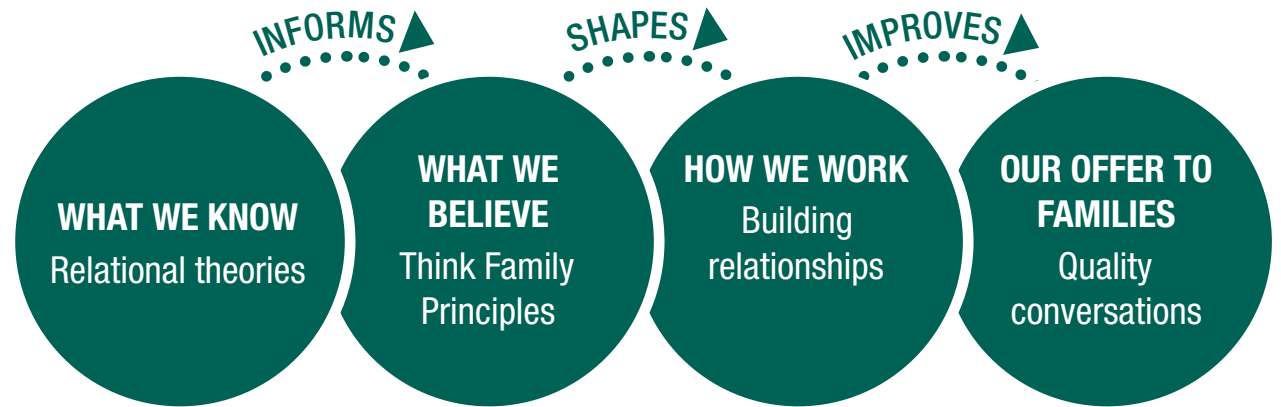 INFORMS
SHAPES
IMPROVES
WHAT WE KNOW
Relational theories
WHAT WE
BELIEVE
Think Family
Principles
HOW WE WORK
Building
relationships
OUR OFFER TO
FAMILIES
Quality
conversations